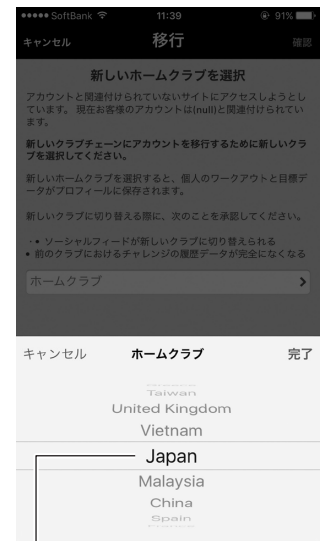 SoftBank 11:39 91%
キャンセル 移行 確認
新しいホームクラブを選択
アカウントと関連付けられていないサイトにアクセスしようとし
ています。 現在お客様のアカウントは(null)と関連付けられてい
ます。
新しいクラブチェーンにアカウントを移行するために新しいクラ
ブを選択してください。
新しいホームクラブを選択すると、個人のワークアウトと目標デ
ータがプロフィールに保存されます。
新しいクラブに切り替える際に、次のことを承認してください。
・• ソーシャルフィードが新しいクラブに切り替えられる
• 前のクラブにおけるチャレンジの履歴データが完全になくなる
ホームクラブ
キャンセル ホームクラブ 完了
Taiwan
United Kingdom
Vietnam
Japan
Malaysia
China
Spain